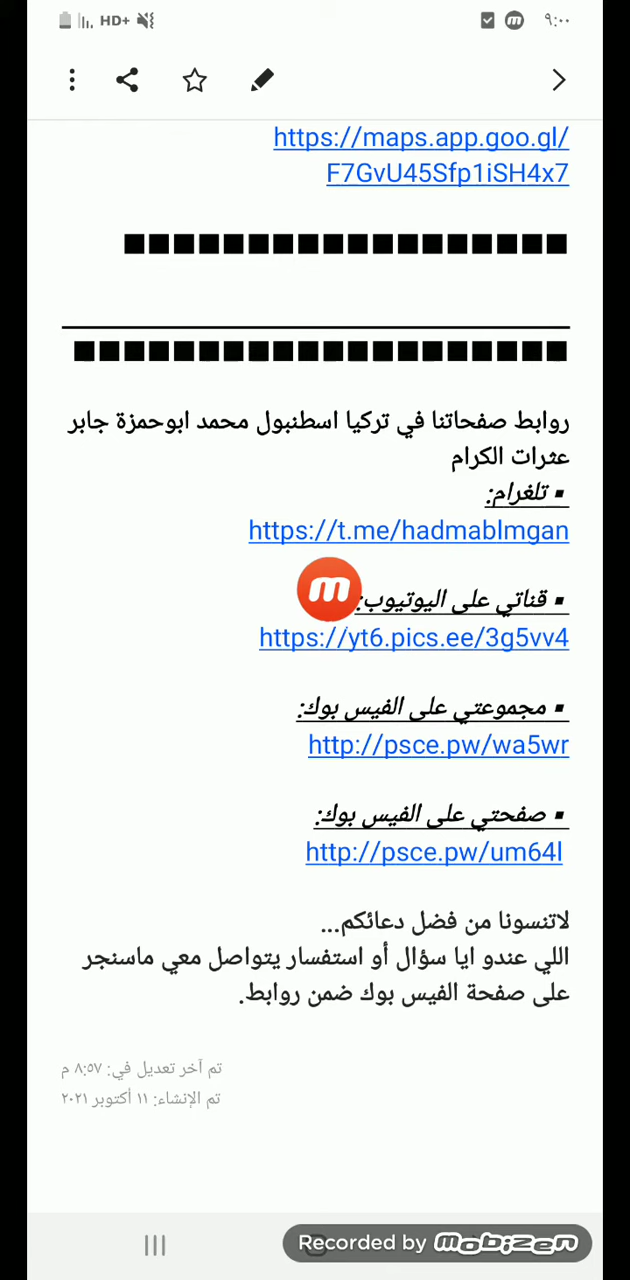 HD+ ٩:٠٠
https://maps.app.goo.gl/
F7GvU45Sfp1iSH4x7
■■■■■■■■■■■■■■■■■■
■■■■■■■■■■■■■■■■■■■■
روابط صفحاتنا في تركيا اسطنبول محمد ابوحمزة جابر
عثرات الكرام
▪ تلغرام:
https://t.me/hadmablmgan
▪ قناتي على اليوتيوب:
https://yt6.pics.ee/3g5vv4
▪ مجموعتي على الفيس بوك:
http://psce.pw/wa5wr
▪ صفحتي على الفيس بوك:
http://psce.pw/um64l
لاتنسونا من فضل دعائكم...
اللي عندو ايا سؤال أو استفسار يتواصل معي ماسنجر
على صفحة الفيس بوك ضمن روابط.
تم آخر تعديل في: ٨:٥٧ م
تم الإنشاء: ١١ أكتوبر ٢٠٢١
Recorded by mobizen